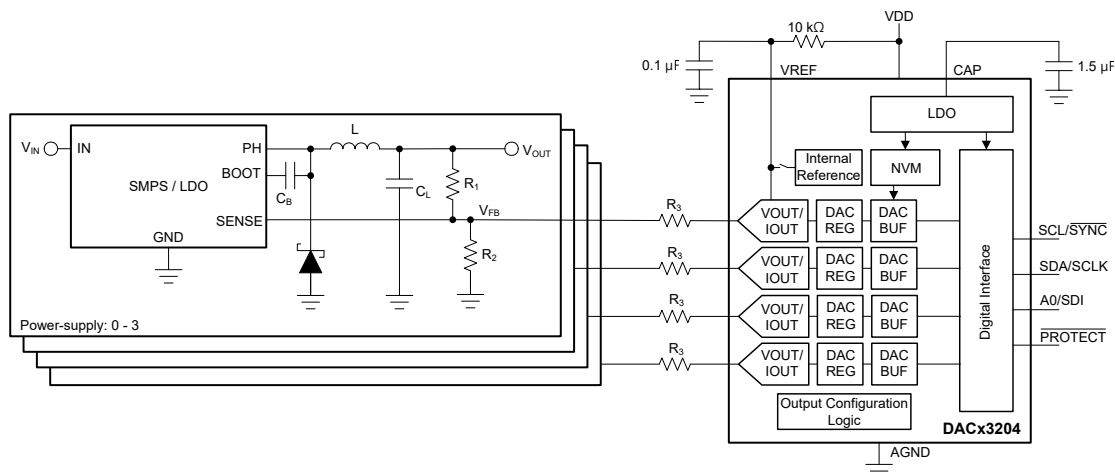 10 kΩ
VDD
0.1 µF
VREF
CAP
1.5 µF
LDO
Internal
Reference
NVM
L
VIN
IN
PH
VOUT
BOOT
SMPS / LDO
CB
CL
R1
SENSE
VFB
GND
R2
Power-supply: 0 - 3
R3
VOUT/
IOUT
DAC
REG
DAC
BUF
R3
VOUT/
IOUT
DAC
REG
DAC
BUF
R3
VOUT/
IOUT
DAC
REG
DAC
BUF
R3
VOUT/
IOUT
DAC
REG
DAC
BUF
Digital Interface
SCL/SYNC
SDA/SCLK
A0/SDI
PROTECT
Output Configuration
Logic
DACx3204
AGND